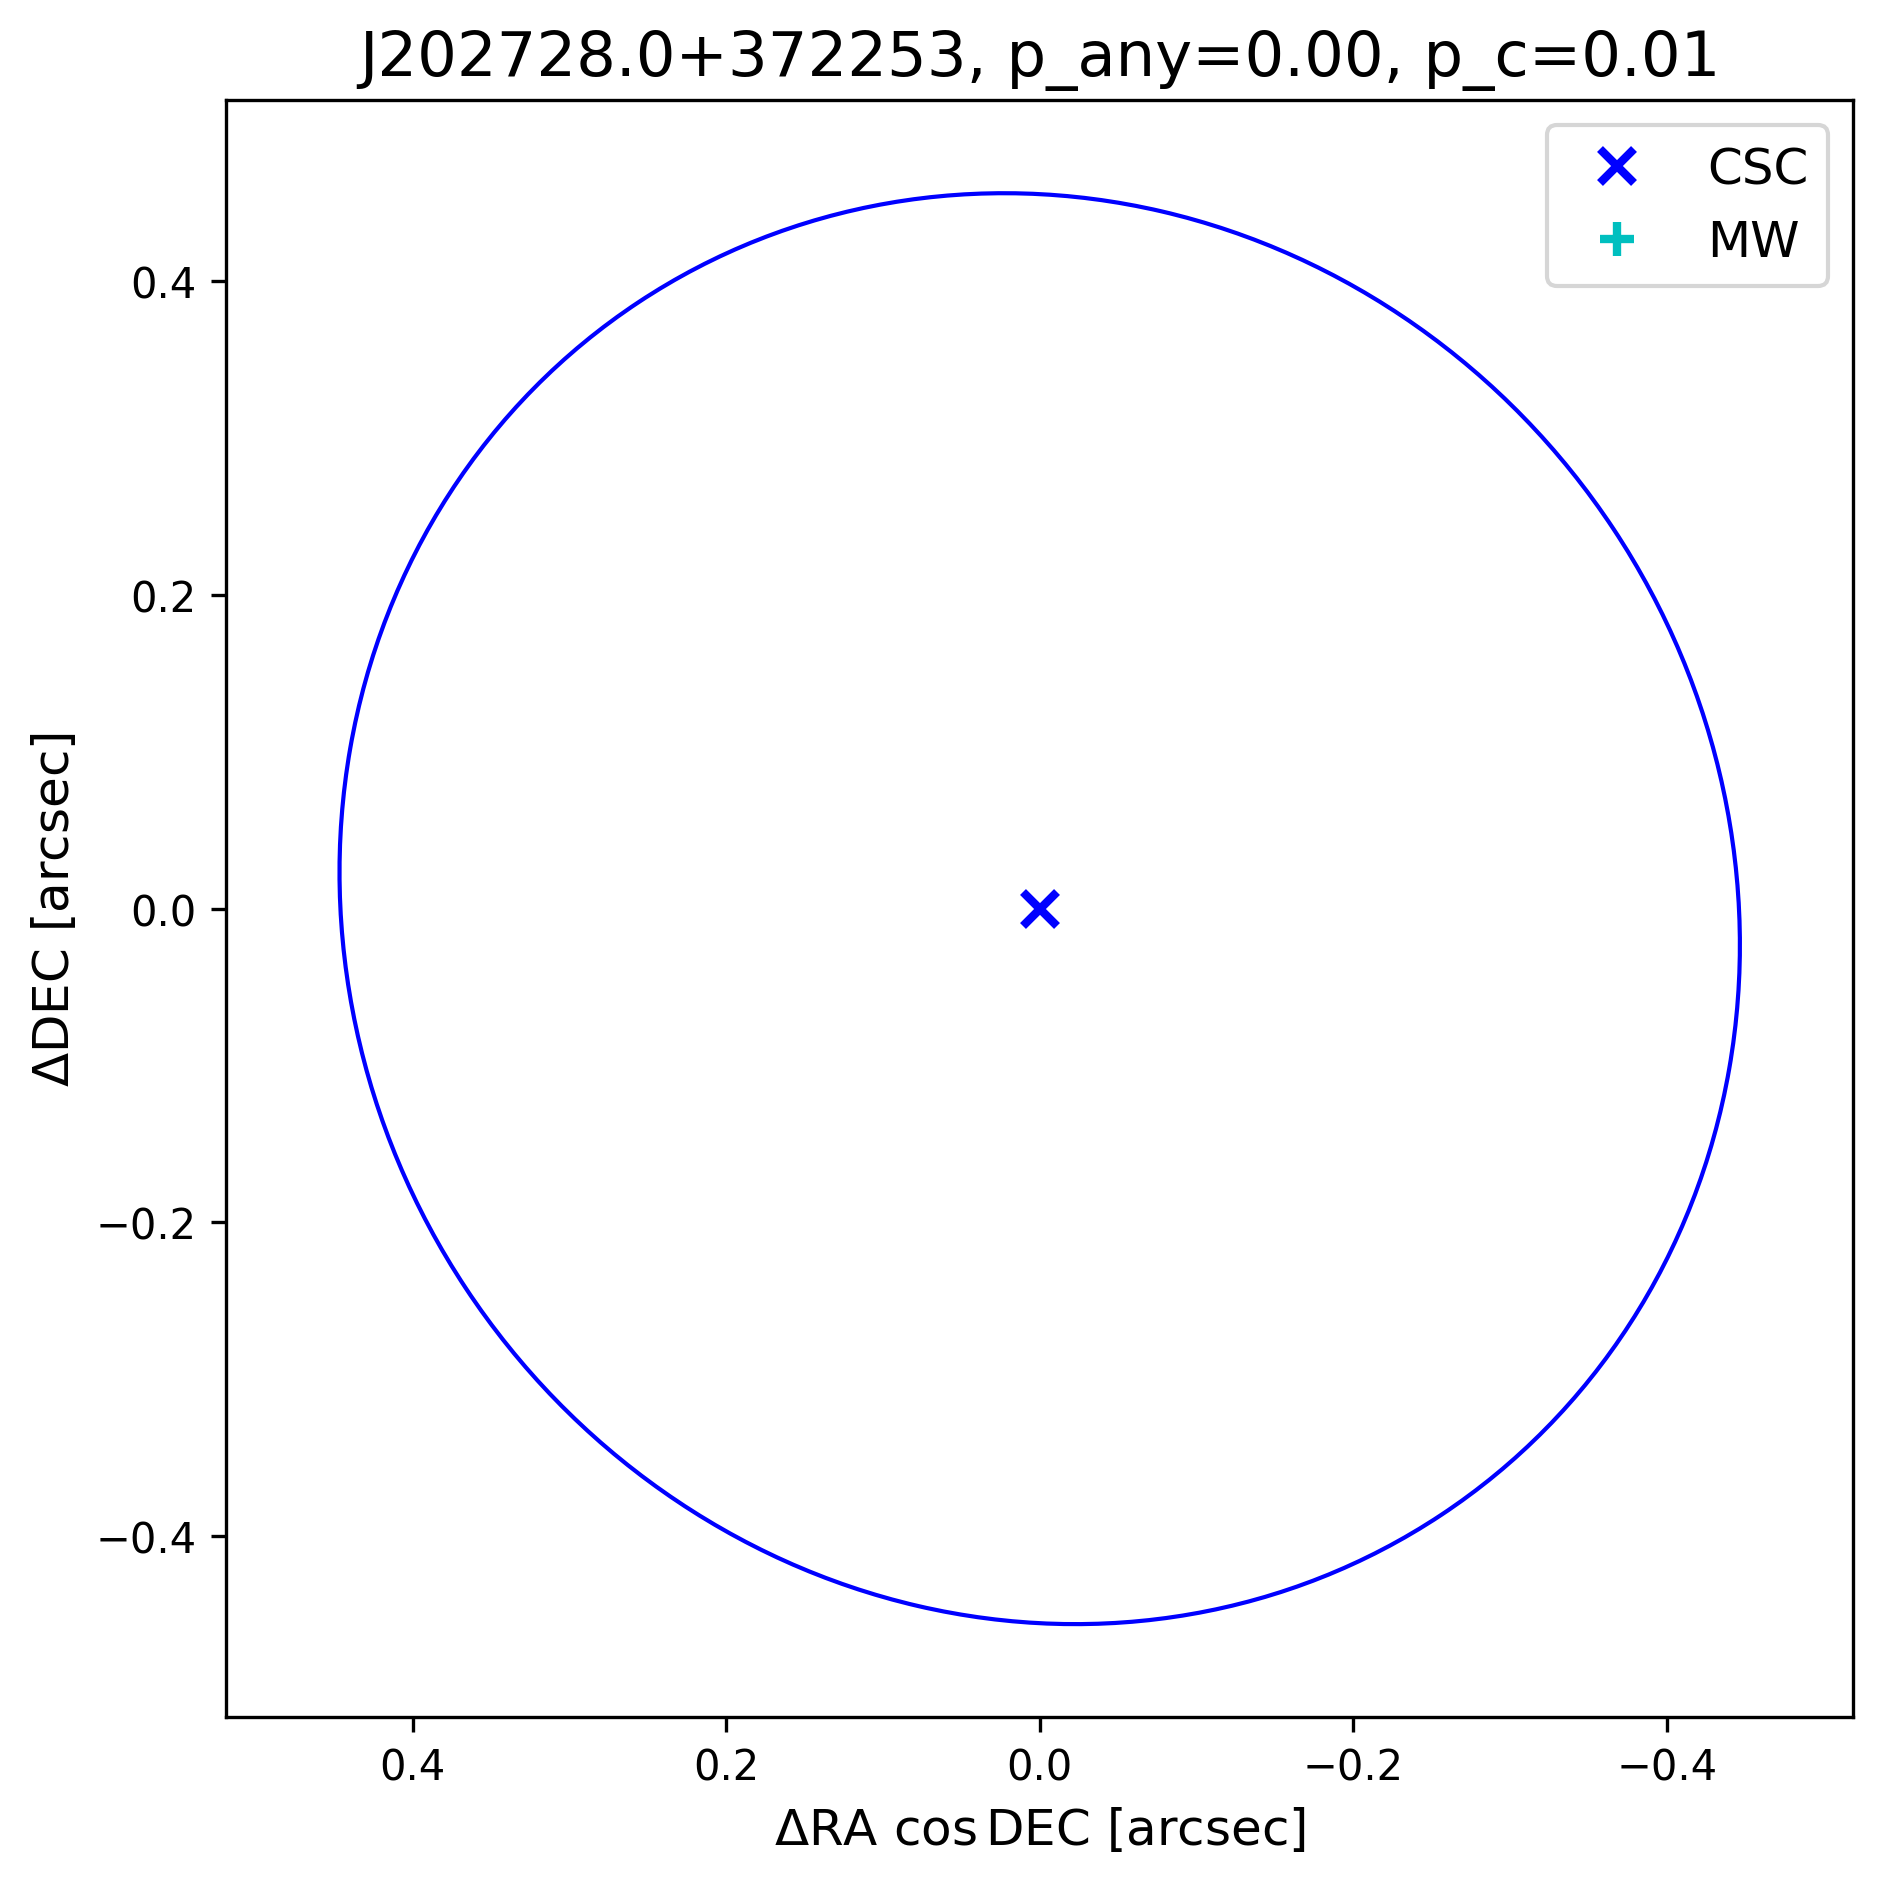 J202728.0+372253, p_any=0.00, p_c=0.01
CSC
MW
0.4
0.2
0.0
−0.2
−0.4
ΔDEC [arcsec]
0.4 0.2 0.0 −0.2 −0.4
ΔRA cos DEC [arcsec]